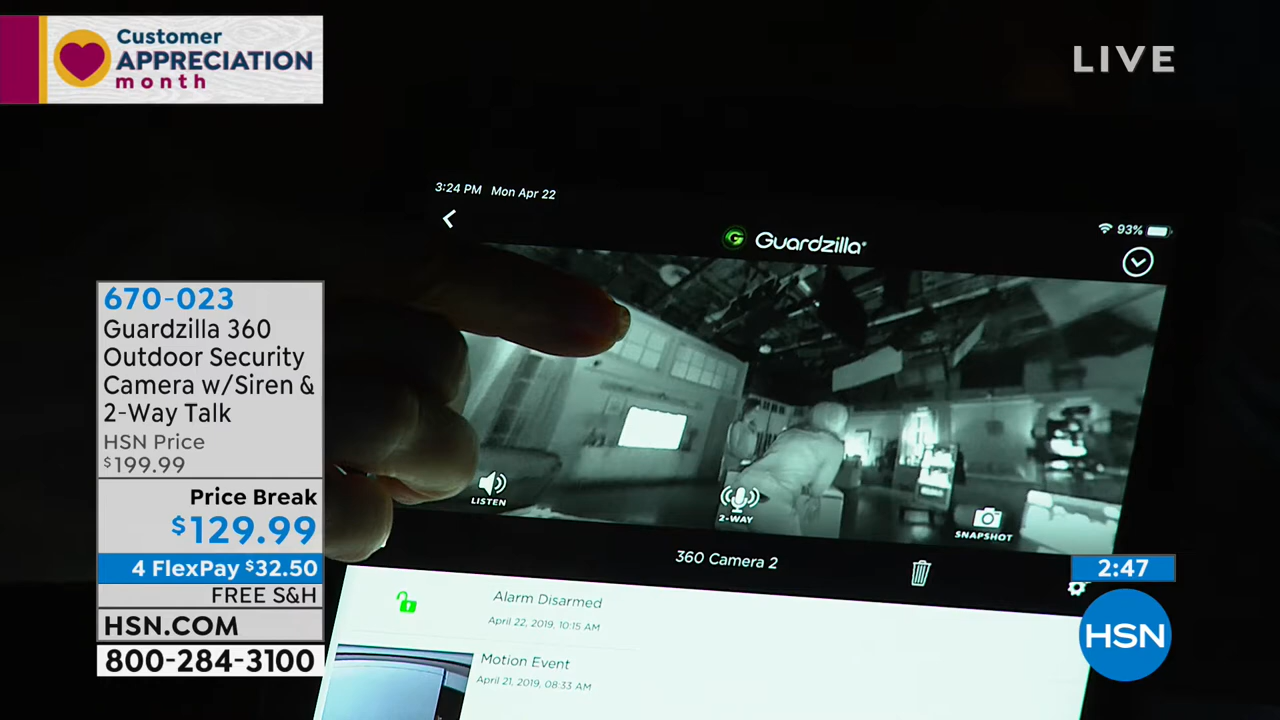 Customer
APPRECIATION
month
LIVE
3:24 PM Mon Apr 22
93%
Guardzilla
670-023
Guardzilla 360
Outdoor Security
Camera w/Siren &
2-Way Talk
HSN Price
$199.99
Price Break
$129.99
4 FlexPay $32.50
FREE S&H
HSN.COM
800-284-3100
LISTEN
2-WAY
SNAPSHOT
360 Camera 2
Alarm Disarmed
April 22, 2019, 10:15 AM
Motion Event
April 21, 2019, 08:33 AM
2:47
HSN